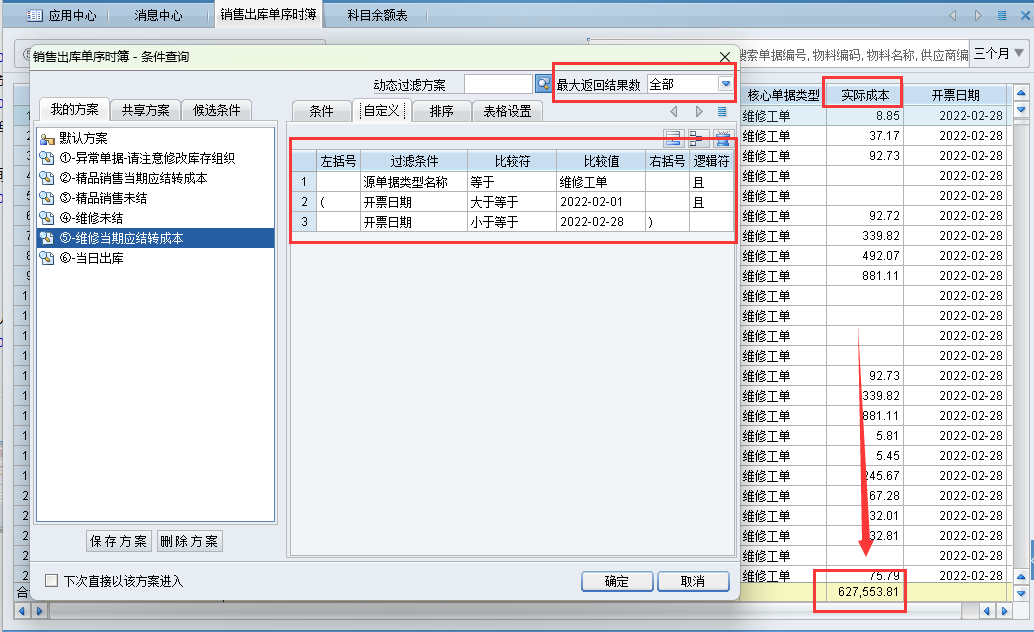 应用中心 消息中心 销售出库单序时簿 科目余额表
搜索单据编号, 物料编码, 物料名称, 供应商编 三个月
销售出库单序时簿 - 条件查询
动态过滤方案 最大返回结果数 全部
我的方案 共享方案 候选条件
条件 自定义 排序 表格设置
默认方案
①-异常单据-请注意修改库存组织
②-精品销售当期应结转成本
③-精品销售未结
④-维修未结
⑤-维修当期应结转成本
⑥-当日出库
左括号 过滤条件 比较符 比较值 右括号 逻辑符
1 源单据类型名称 等于 维修工单 且
2 ( 开票日期 大于等于 2022-02-01 且
3 开票日期 小于等于 2022-02-28 )
保存方案 删除方案
下次直接以该方案进入
确定 取消
核心单据类型 实际成本 开票日期
维修工单 8.85 2022-02-28
维修工单 37.17 2022-02-28
维修工单 92.73 2022-02-28
维修工单 2022-02-28
维修工单 2022-02-28
维修工单 92.72 2022-02-28
维修工单 339.82 2022-02-28
维修工单 492.07 2022-02-28
维修工单 881.11 2022-02-28
维修工单 2022-02-28
维修工单 2022-02-28
维修工单 2022-02-28
维修工单 2022-02-28
维修工单 92.73 2022-02-28
维修工单 339.82 2022-02-28
维修工单 881.11 2022-02-28
维修工单 5.81 2022-02-28
维修工单 5.45 2022-02-28
维修工单 245.67 2022-02-28
维修工单 67.28 2022-02-28
维修工单 32.01 2022-02-28
维修工单 32.81 2022-02-28
维修工单 2022-02-28
维修工单 75.79 2022-02-28
合 627,553.81